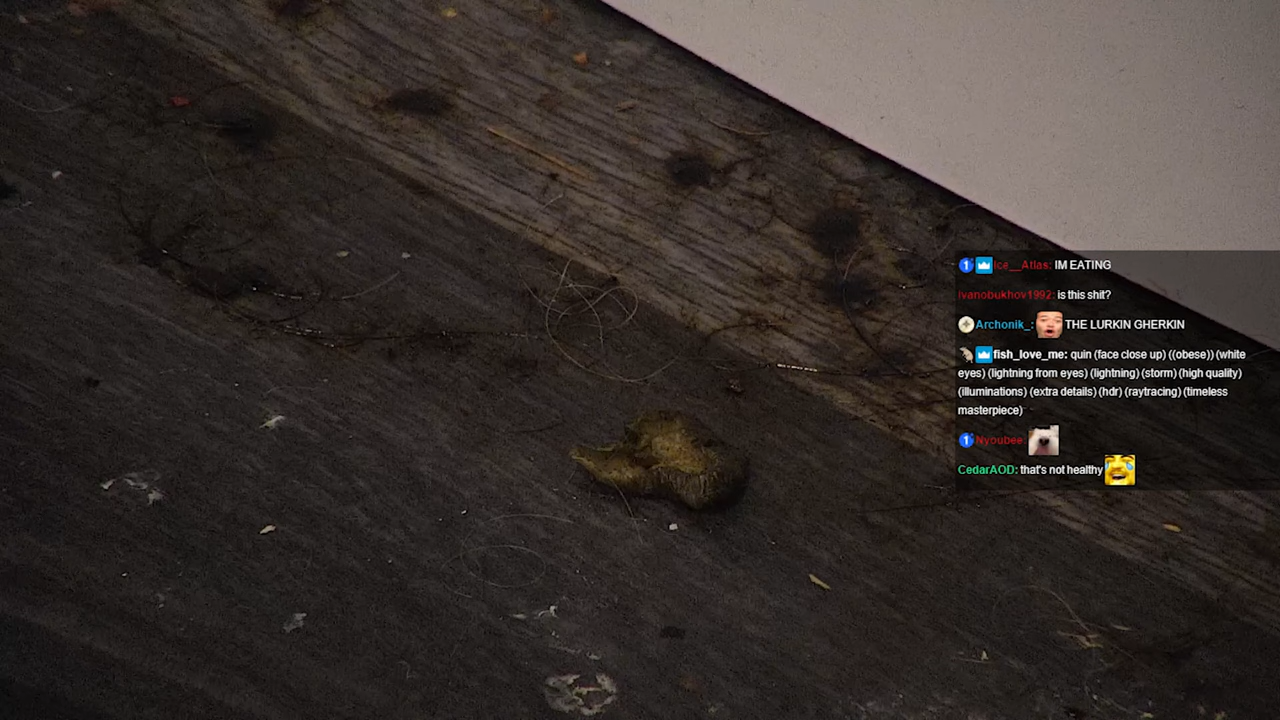 Ice__Atlas: IM EATING
ivanobukhov1992: is this shit?
Archonik_: THE LURKIN GHERKIN
fish_love_me: quin (face close up) ((obese)) (white
eyes) (lightning from eyes) (lightning) (storm) (high quality)
(illuminations) (extra details) (hdr) (raytracing) (timeless
masterpiece)
Nyoubee:
CedarAOD: that's not healthy